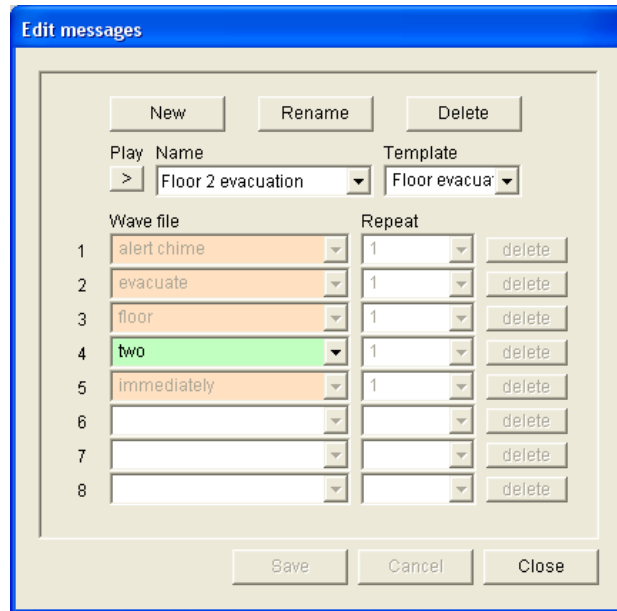 Edit messages
New Rename Delete
Play Name Template
> Floor 2 evacuation Floor evacua
Wave file Repeat
1 alert chime 1 delete
2 evacuate 1 delete
3 floor 1 delete
4 two 1 delete
5 immediately 1 delete
6 delete
7 delete
8 delete
Save Cancel Close